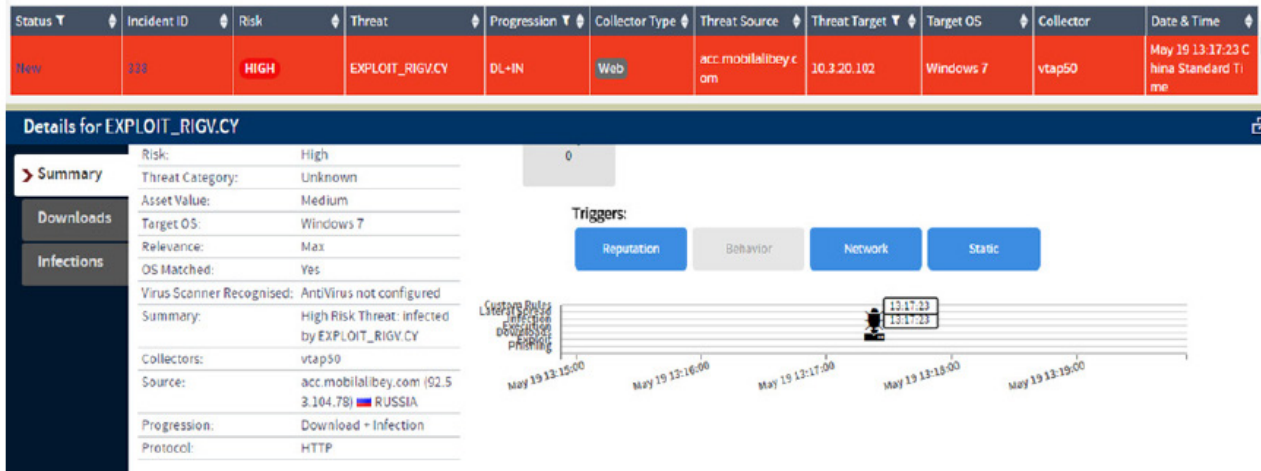 Status Incident ID Risk Threat Progression Collector Type Threat Source Threat Target Target OS Collector Date & Time
New 338 HIGH EXPLOIT_RIGV.CY DL+IN Web acc.mobilalibey.c 10.3.20.102 Windows 7 vtap50 May 19 13:17:23 C
om hina Standard Ti
me
Details for EXPLOIT_RIGV.CY
Summary
Downloads
Infections
Risk: High
Threat Category: Unknown
Asset Value: Medium
Target OS: Windows 7
Relevance: Max
OS Matched: Yes
Virus Scanner Recognised: AntiVirus not configured
Summary: High Risk Threat: infected
by EXPLOIT_RIGV.CY
Collectors: vtap50
Source: acc.mobilalibey.com (92.5
3.104.78) RUSSIA
Progression: Download + Infection
Protocol: HTTP
0
Triggers:
Reputation Behavior Network Static
Custom Rules
Lateral Spread
Infection
Execution
Downloads
Exploit
Phishing
13:17:23
13:17:23
May 19 13:15:00 May 19 13:16:00 May 19 13:17:00 May 19 13:18:00 May 19 13:19:00